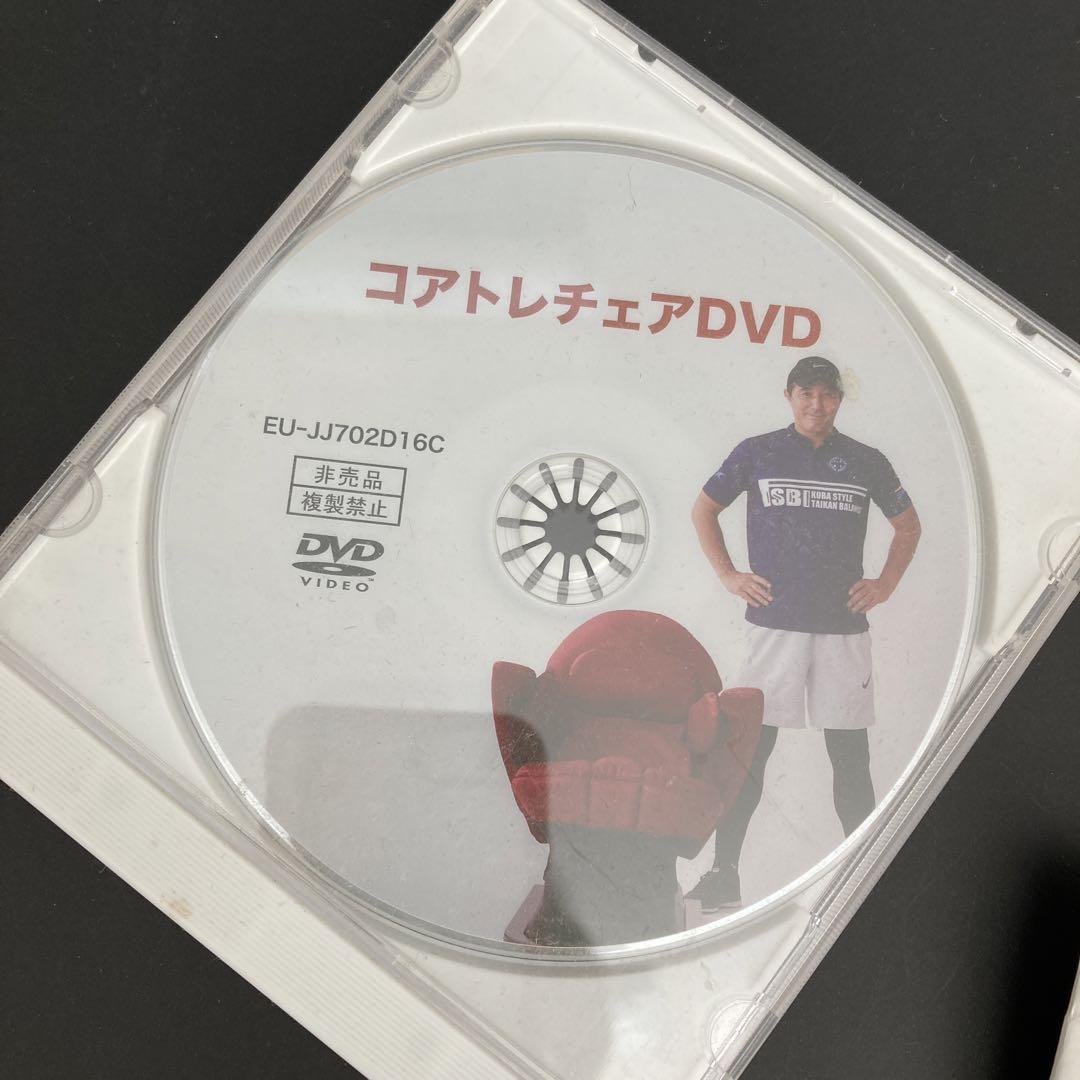 コアトレチェアDVD
EU-JJ702D16C
非売品
複製禁止
DVD
VIDEO
KOBA STYLE
TAIKAN BALANCE